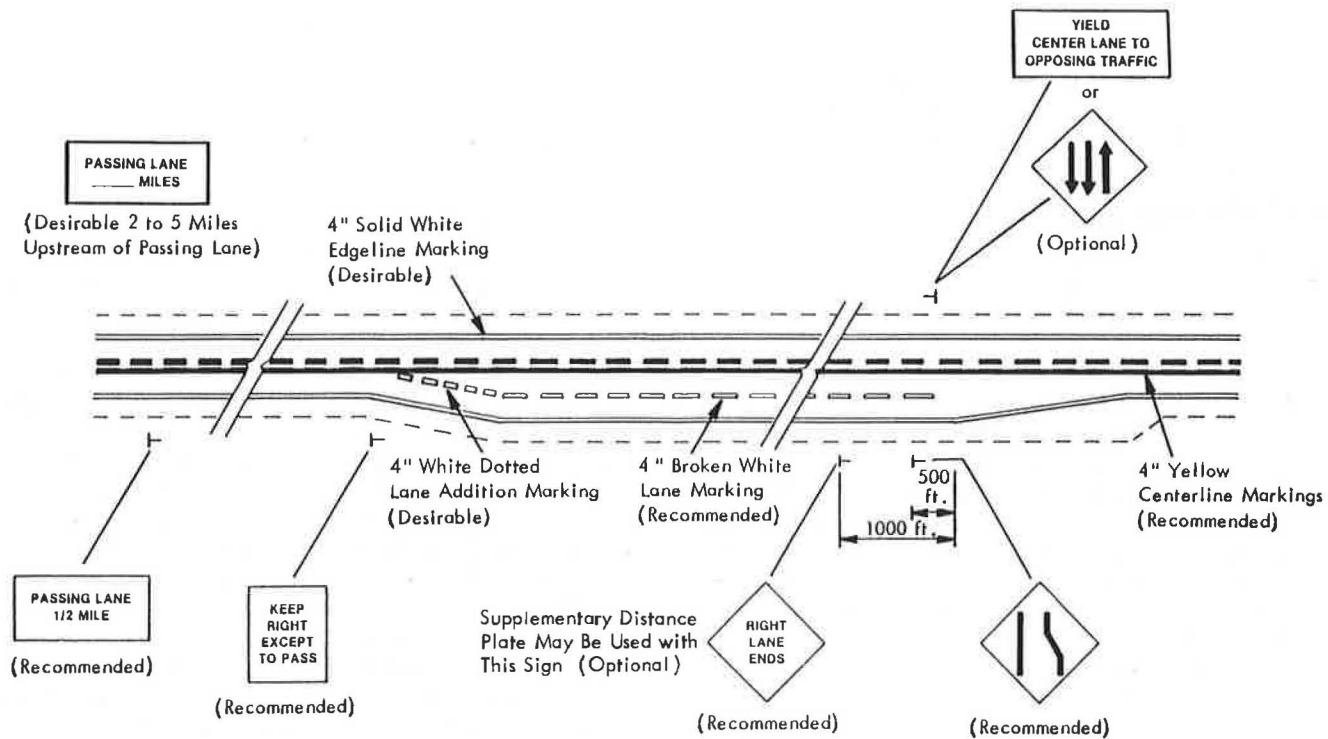 YIELD
CENTER LANE TO
OPPOSING TRAFFIC
or
(Optional)
PASSING LANE
____ MILES
(Desirable 2 to 5 Miles
Upstream of Passing Lane)
4" Solid White
Edgeline Marking
(Desirable)
4" White Dotted
Lane Addition Marking
(Desirable)
4" Broken White
Lane Marking
(Recommended)
500
ft.
1000 ft.
4" Yellow
Centerline Markings
(Recommended)
PASSING LANE
1/2 MILE
(Recommended)
KEEP
RIGHT
EXCEPT
TO PASS
(Recommended)
Supplementary Distance
Plate May Be Used with
This Sign (Optional)
RIGHT
LANE
ENDS
(Recommended)
(Recommended)